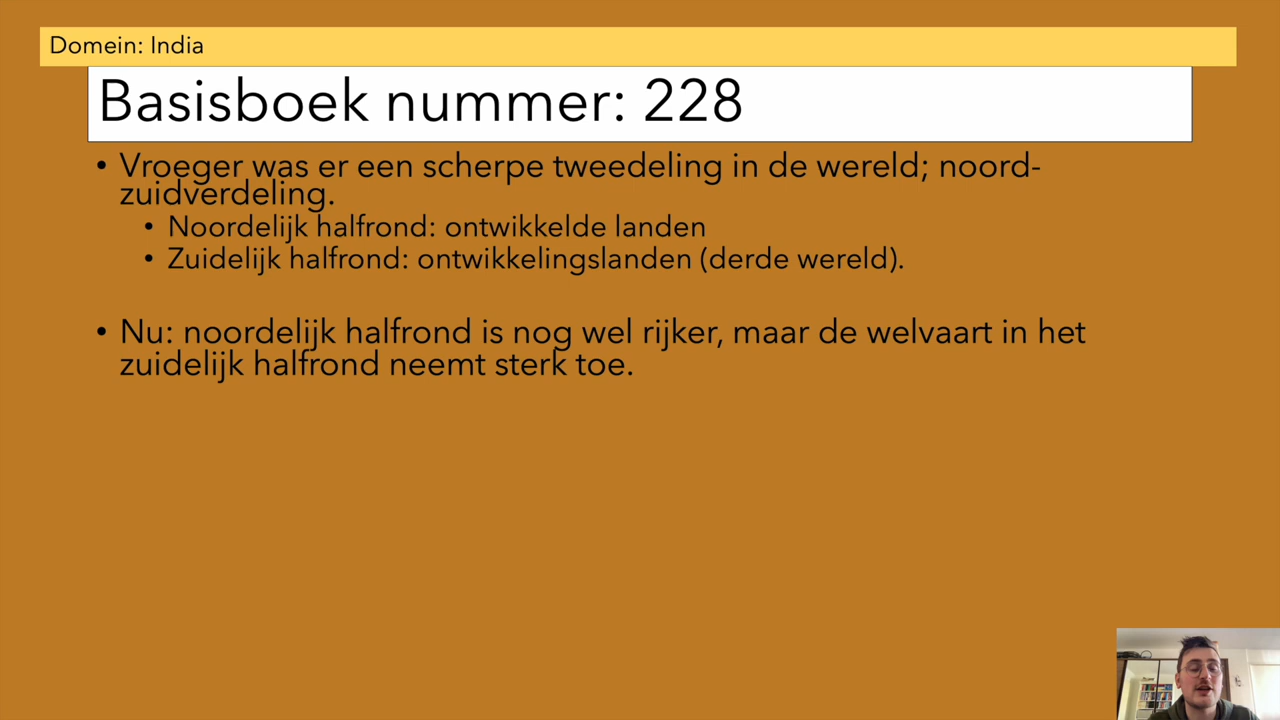 Domein: India
Basisboek nummer: 228
• Vroeger was er een scherpe tweedeling in de wereld; noord-
zuidverdeling.
• Noordelijk halfrond: ontwikkelde landen
• Zuidelijk halfrond: ontwikkelingslanden (derde wereld).
• Nu: noordelijk halfrond is nog wel rijker, maar de welvaart in het
zuidelijk halfrond neemt sterk toe.